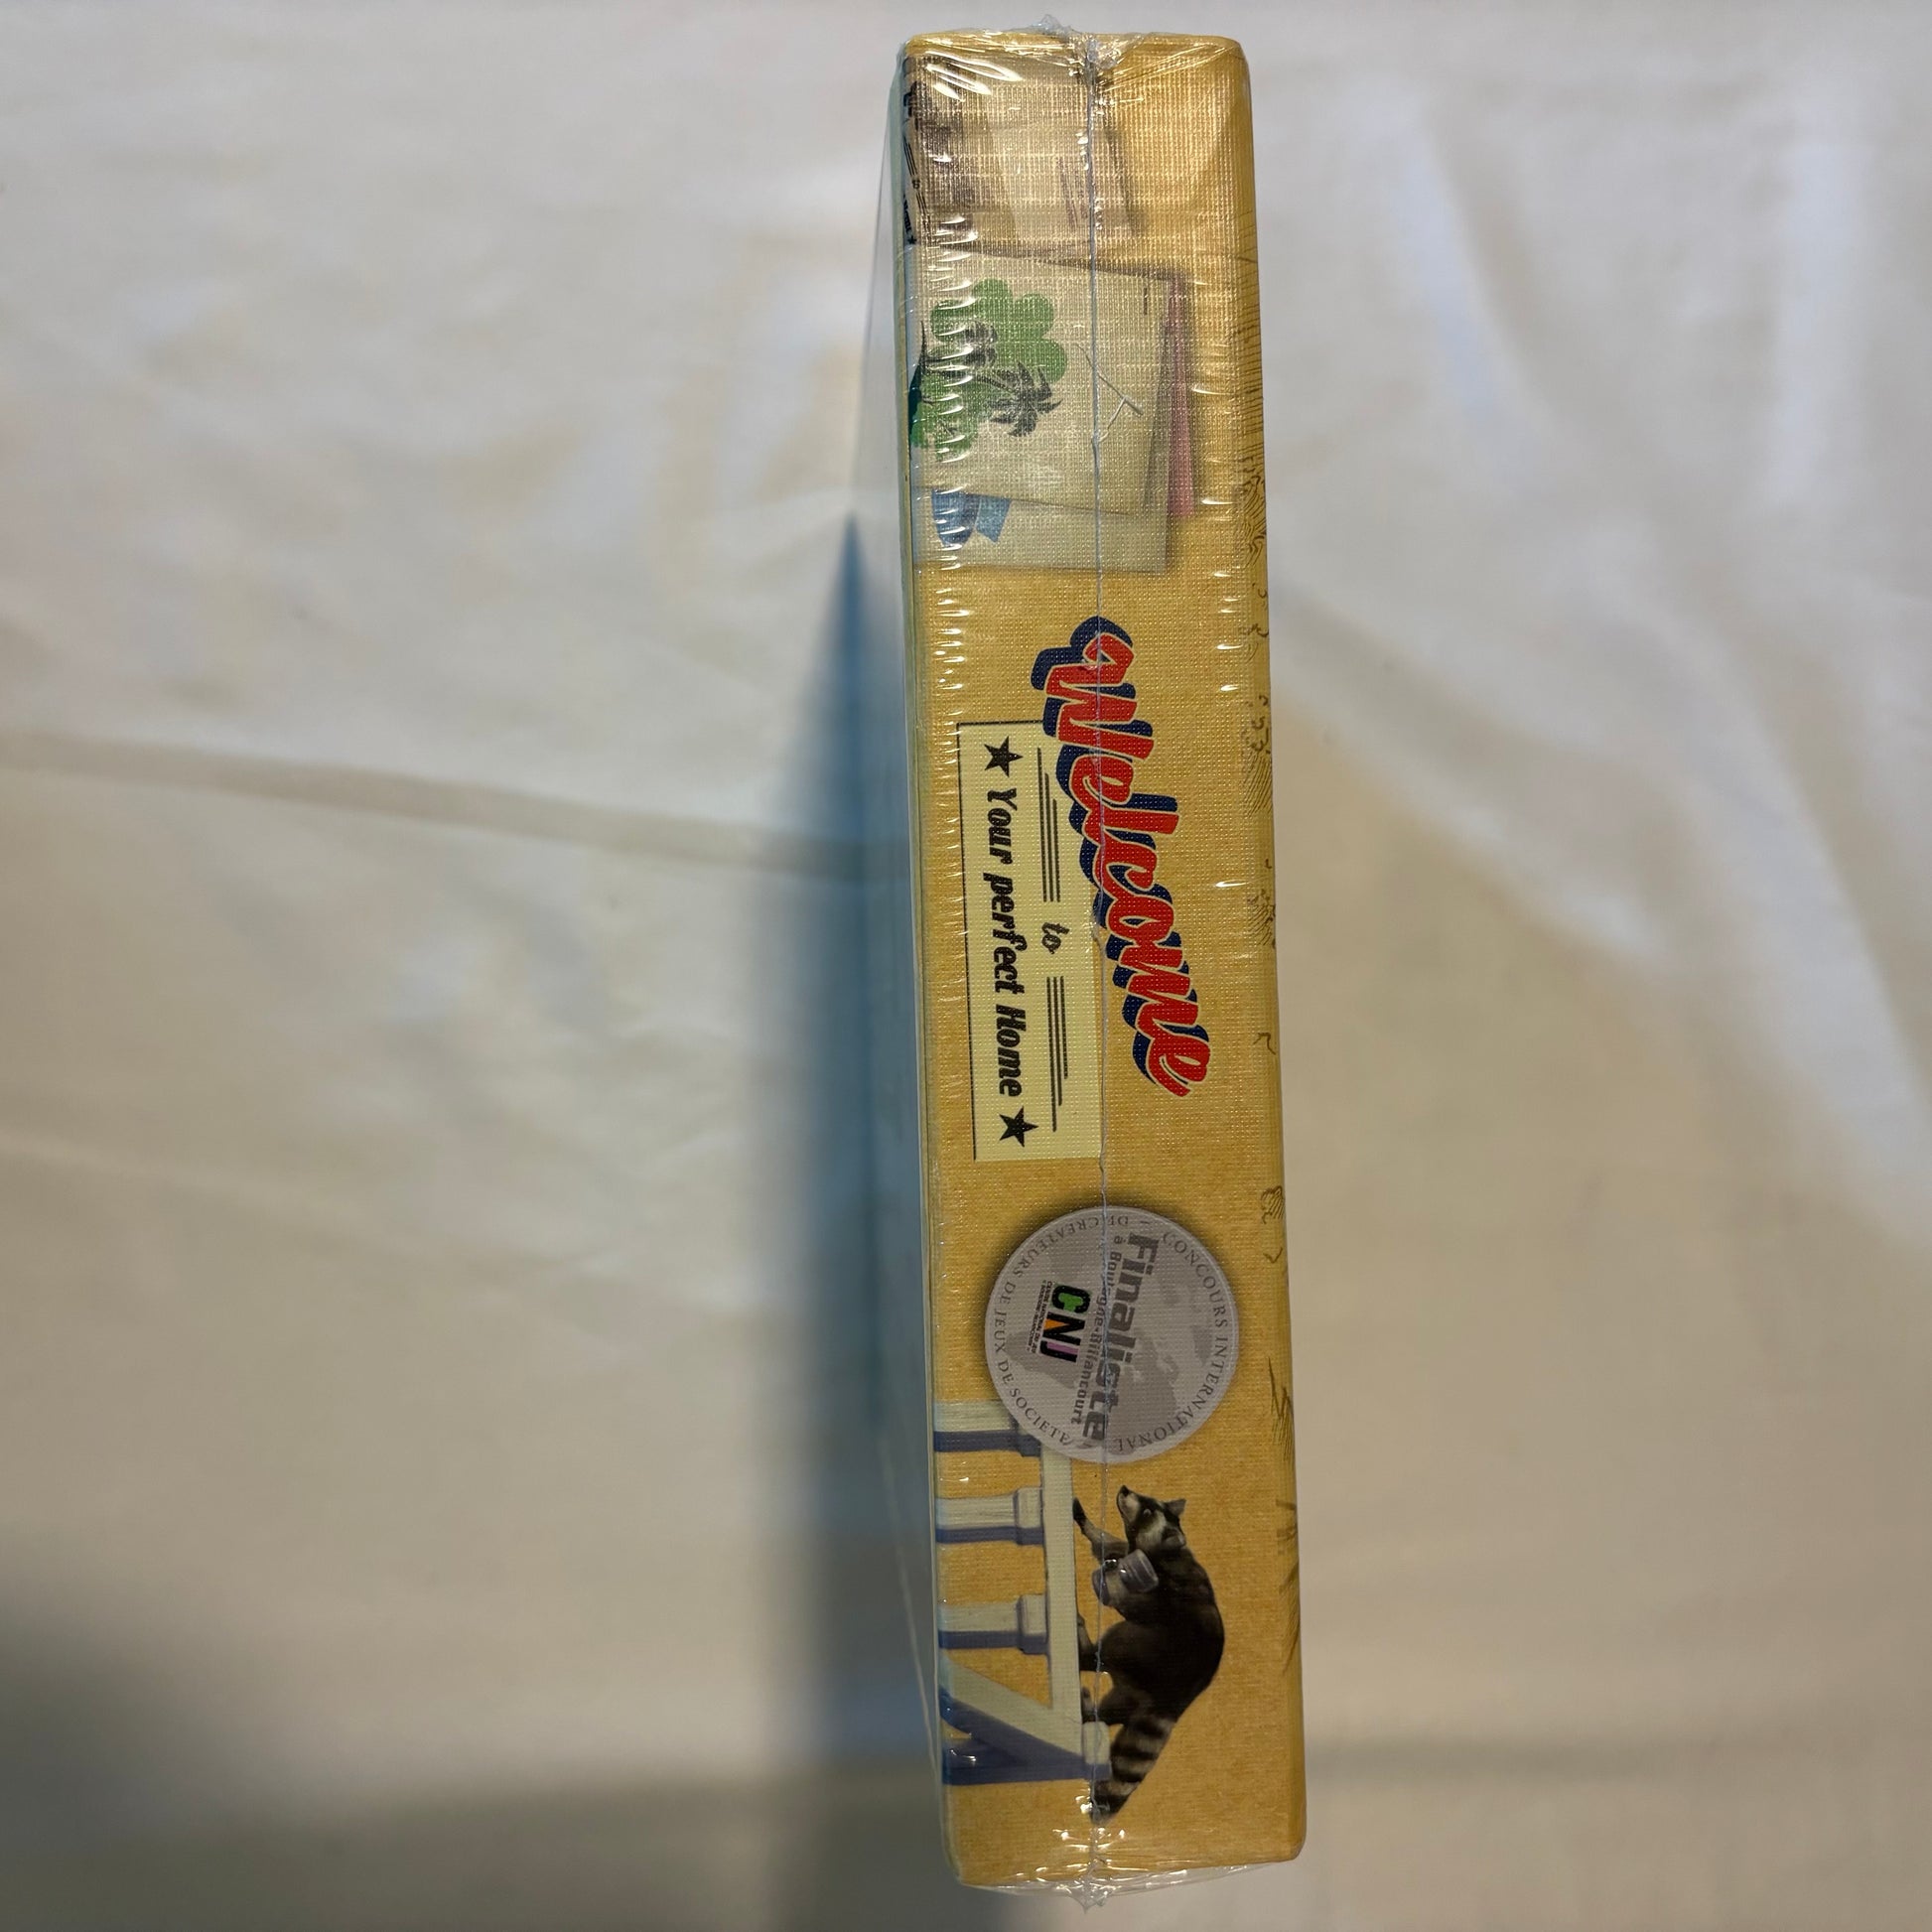 Welcome
to
★ Your perfect Home ★
CONCOURS INTERNATIONAL
DE CREATEURS DE JEUX DE SOCIETE
Finaliste
à Boulogne-Billancourt
CNJ